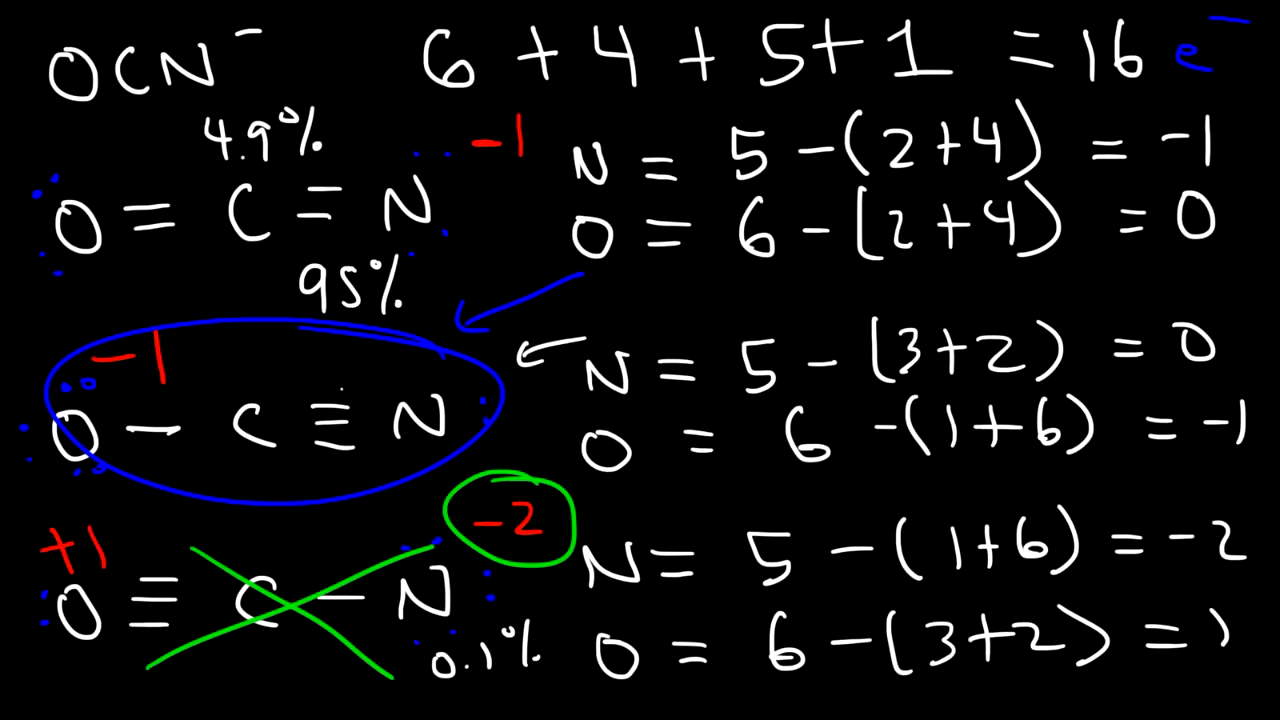 OCN⁻ 6 + 4 + 5 + 1 = 16 e⁻
4.9% -1 N = 5 - (2+4) = -1
O = C = N O = 6 - (2+4) = 0
95%
-1 N = 5 - (3+2) = 0
O - C ≡ N O = 6 - (1+6) = -1
-2
+1 N = 5 - (1+6) = -2
O ≡ C - N
0.1% O = 6 - (3+2) = 1